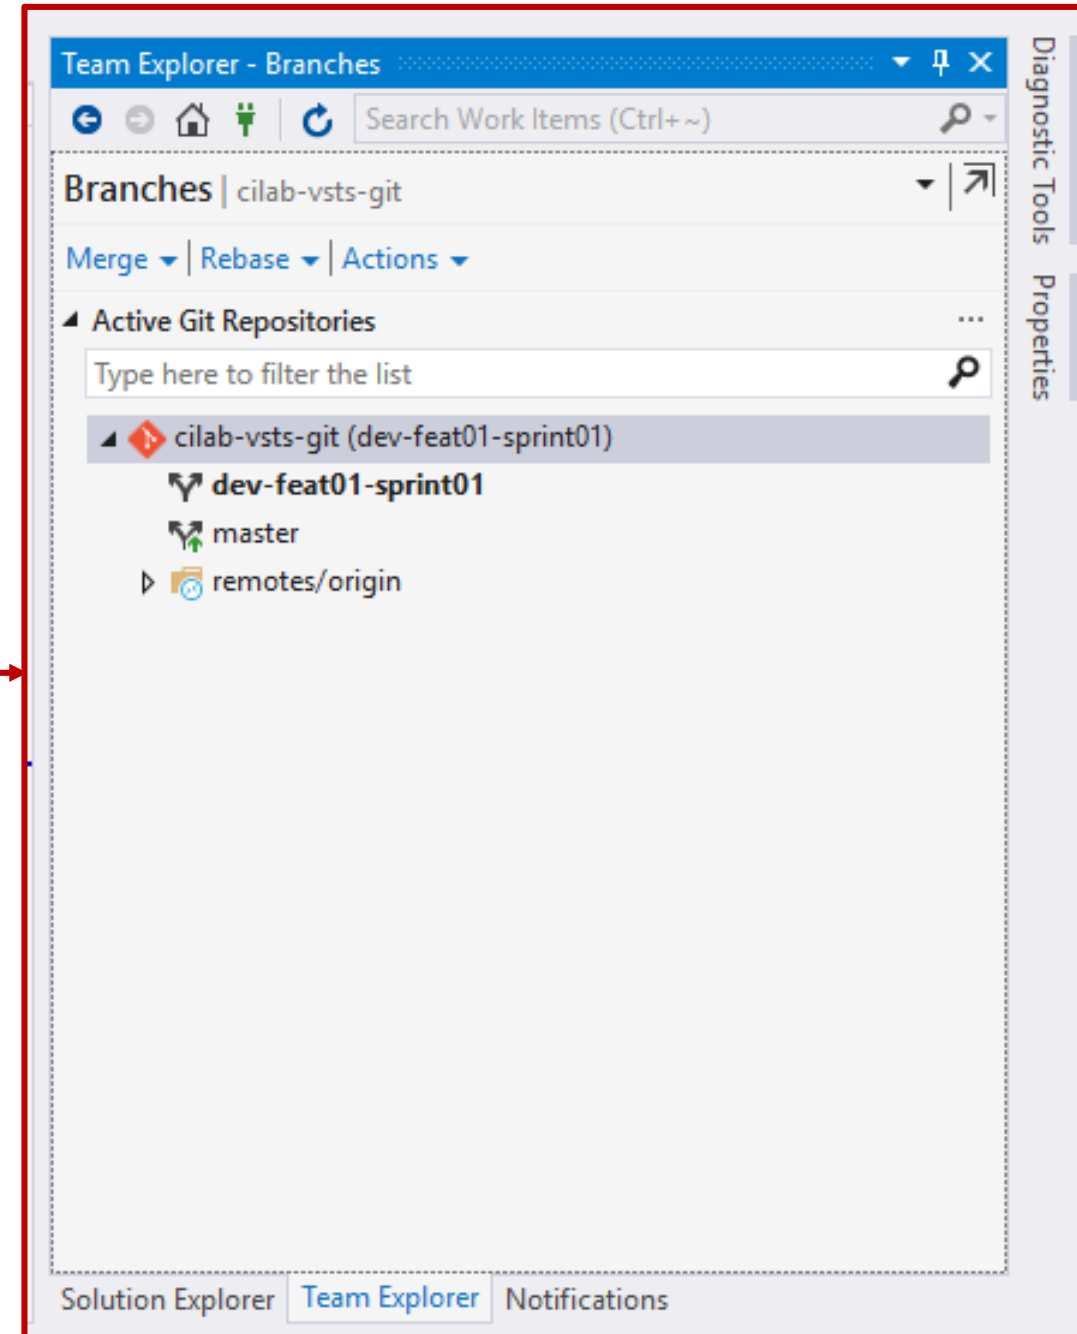 Team Explorer - Branches
Search Work Items (Ctrl+~)
Branches | cilab-vsts-git
Merge | Rebase | Actions
Active Git Repositories
...
Type here to filter the list
cilab-vsts-git (dev-feat01-sprint01)
dev-feat01-sprint01
master
remotes/origin
Solution Explorer Team Explorer Notifications
Diagnostic Tools
Properties